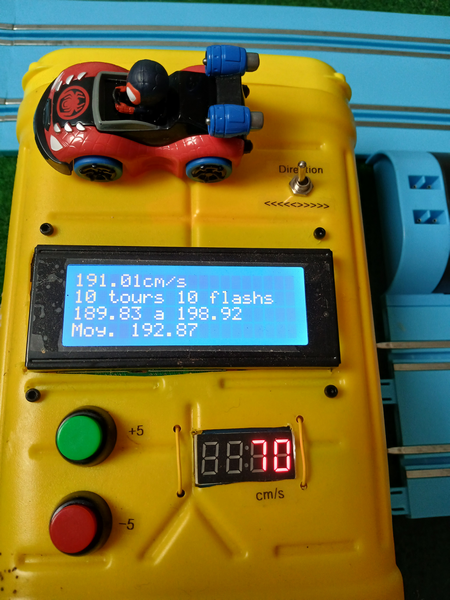 Direction
<<<<<>>>>>
191.01cm/s
10 tours 10 flashs
189.83 a 198.92
Moy. 192.87
+5
70
cm/s
-5